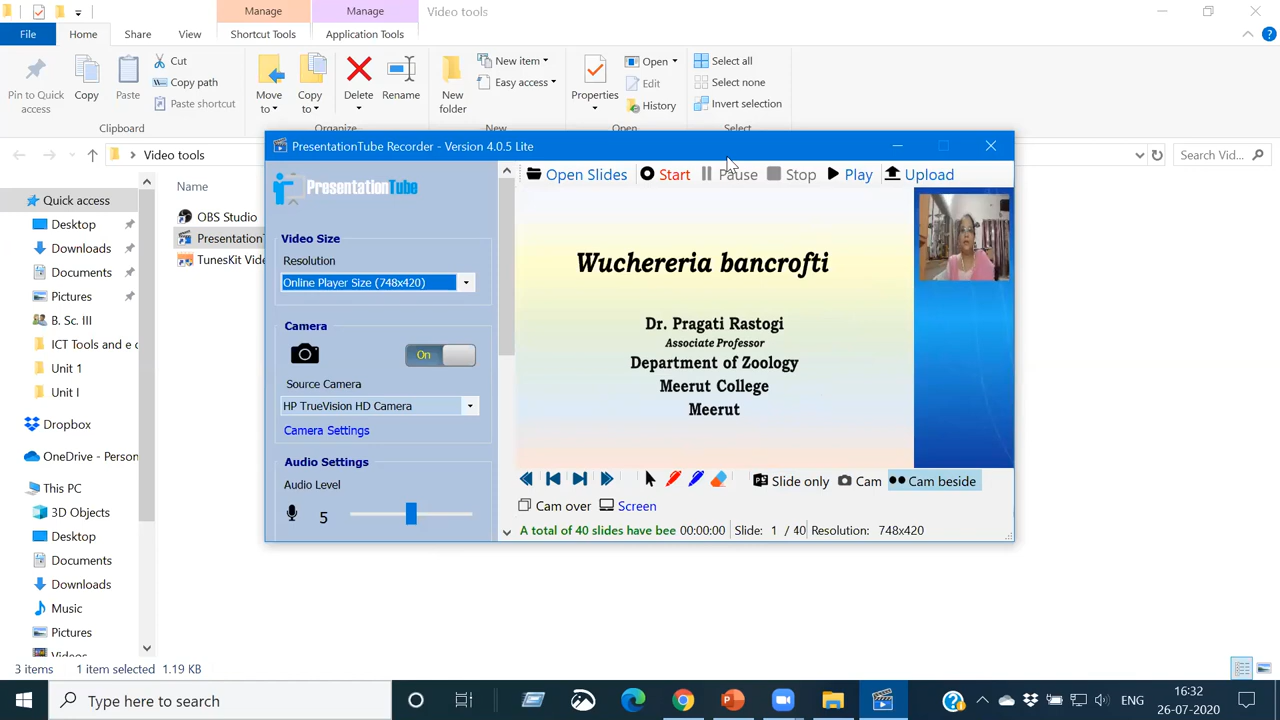 Manage
Manage
Video tools
File
Home
Share
View
Shortcut Tools
Application Tools
Pin to Quick access
Copy
Paste
Cut
Copy path
Paste shortcut
Clipboard
Move to
Copy to
Delete
Rename
Organize
New folder
New item
Easy access
New
Properties
Open
Edit
History
Open
Select all
Select none
Invert selection
Select
Video tools
Search Vid...
PresentationTube Recorder - Version 4.0.5 Lite
Quick access
Desktop
Downloads
Documents
Pictures
B. Sc. III
ICT Tools and e c
Unit 1
Unit I
Dropbox
OneDrive - Person
This PC
3D Objects
Desktop
Documents
Downloads
Music
Pictures
Videos
Name
OBS Studio
PresentationT
TunesKit Vide
PresentationTube
Video Size
Resolution
Online Player Size (748x420)
Camera
On
Source Camera
HP TrueVision HD Camera
Camera Settings
Audio Settings
Audio Level
5
Open Slides
Start
Pause
Stop
Play
Upload
Wuchereria bancrofti
Dr. Pragati Rastogi
Associate Professor
Department of Zoology
Meerut College
Meerut
Slide only
Cam
Cam beside
Cam over
Screen
A total of 40 slides have bee 00:00:00 Slide: 1 / 40 Resolution: 748x420
3 items 1 item selected 1.19 KB
Type here to search
ENG
16:32
26-07-2020